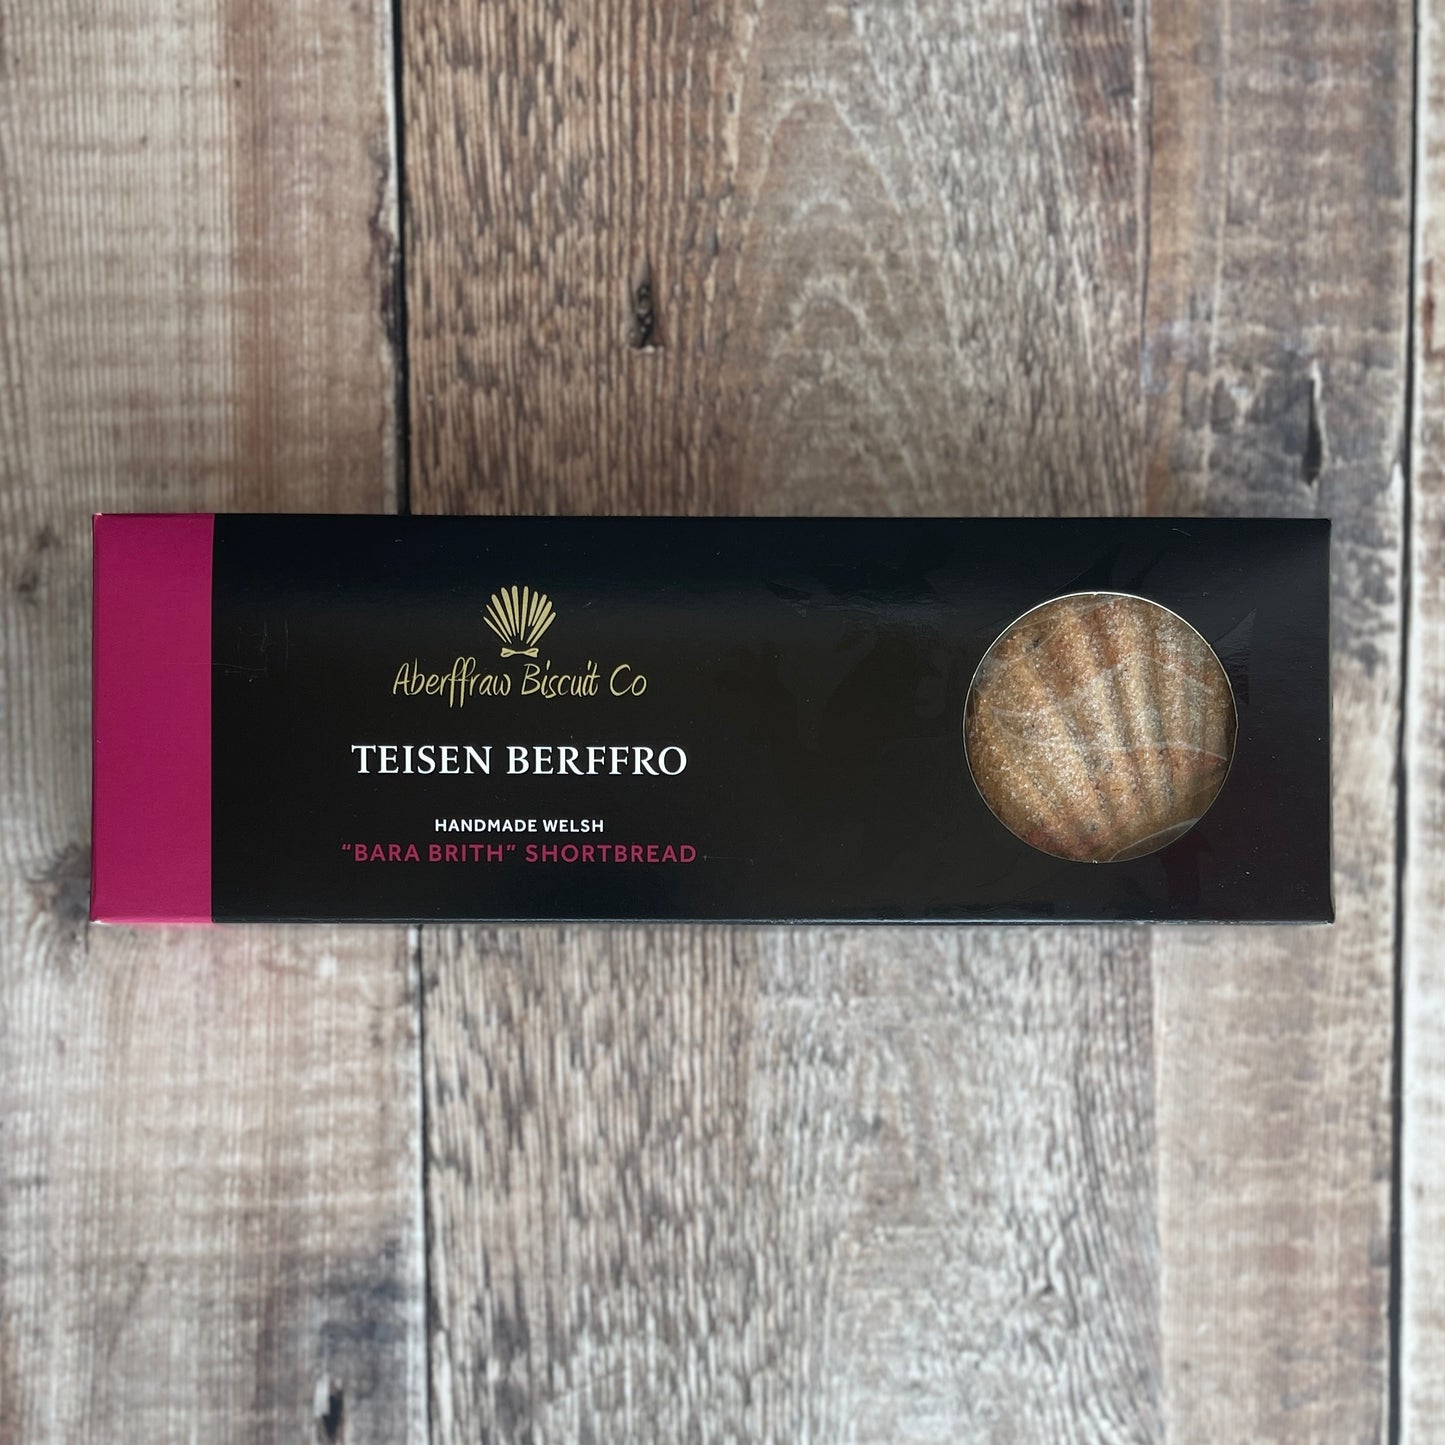 Aberffraw Biscuit Co
TEISEN BERFFRO
HANDMADE WELSH
“BARA BRITH” SHORTBREAD